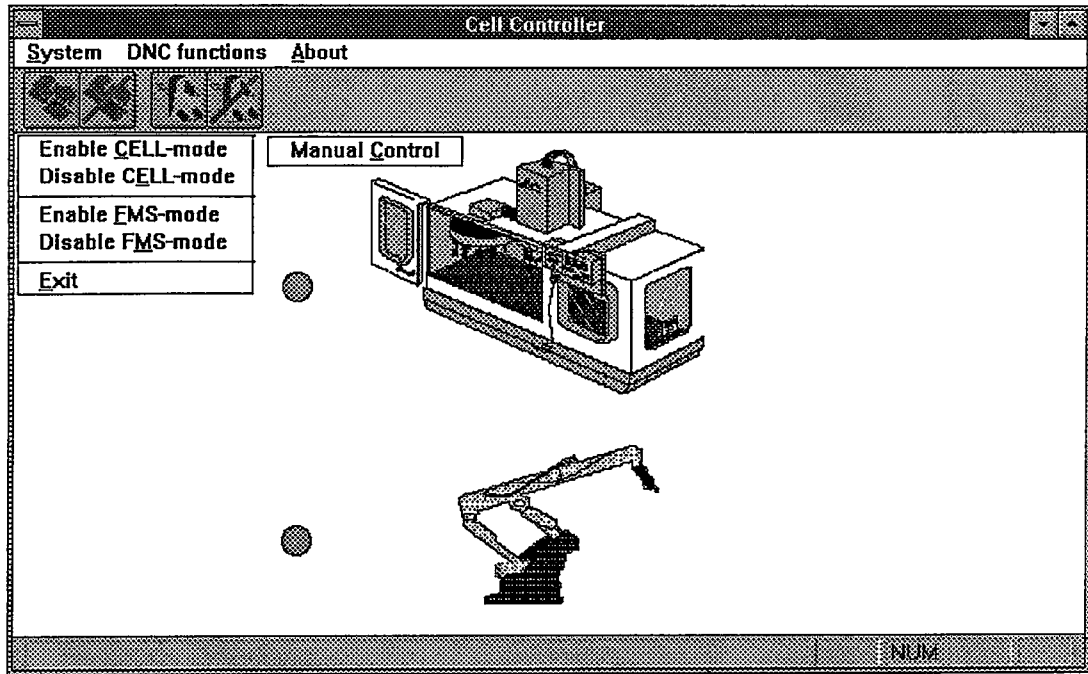 Cell Controller
System DNC functions About
Enable CELL-mode
Disable CELL-mode
Enable FMS-mode
Disable FMS-mode
Exit
Manual Control
NUM